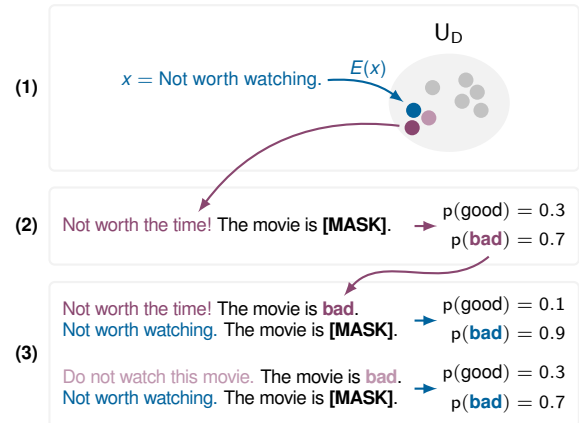 U_D
(1)
x = Not worth watching.
E(x)
(2)
Not worth the time! The movie is [MASK].
p(good) = 0.3
p(bad) = 0.7
(3)
Not worth the time! The movie is bad.
Not worth watching. The movie is [MASK].
p(good) = 0.1
p(bad) = 0.9
Do not watch this movie. The movie is bad.
Not worth watching. The movie is [MASK].
p(good) = 0.3
p(bad) = 0.7